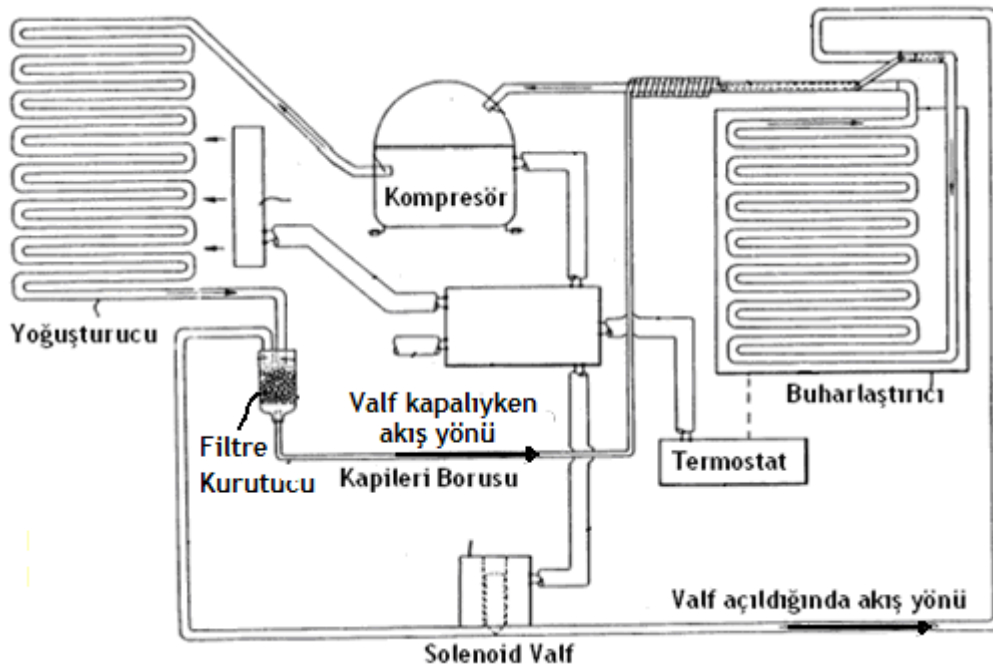 Kompresör
Yoğuşturucu
Buharlaştırıcı
Valf kapalıyken
akış yönü
Filtre
Kurutucu
Kapileri Borusu
Termostat
Valf açıldığında akış yönü
Solenoid Valf